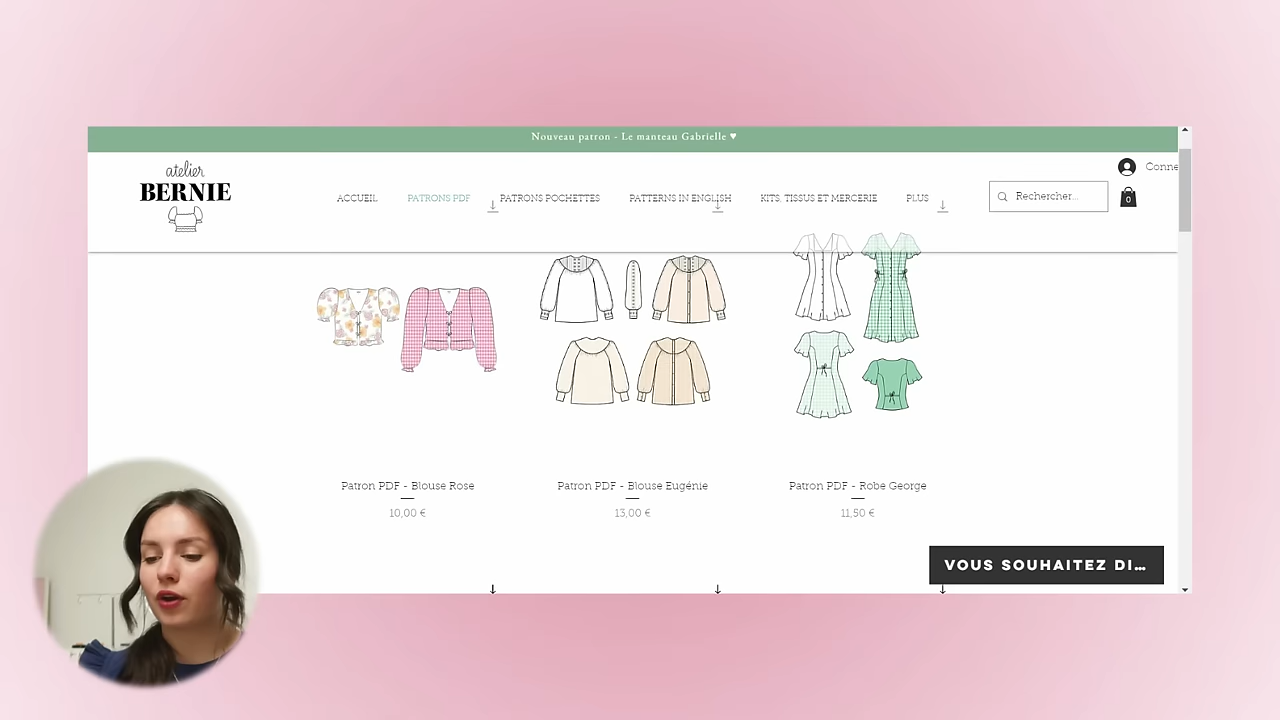 Nouveau patron - Le manteau Gabrielle ♥
atelier
BERNIE
ACCUEIL
PATRONS PDF
PATRONS POCHETTES
PATTERNS IN ENGLISH
KITS, TISSUS ET MERCERIE
PLUS
Rechercher...
Conne
0
Patron PDF - Blouse Rose
10,00 €
Patron PDF - Blouse Eugénie
13,00 €
Patron PDF - Robe George
11,50 €
VOUS SOUHAITEZ DI...